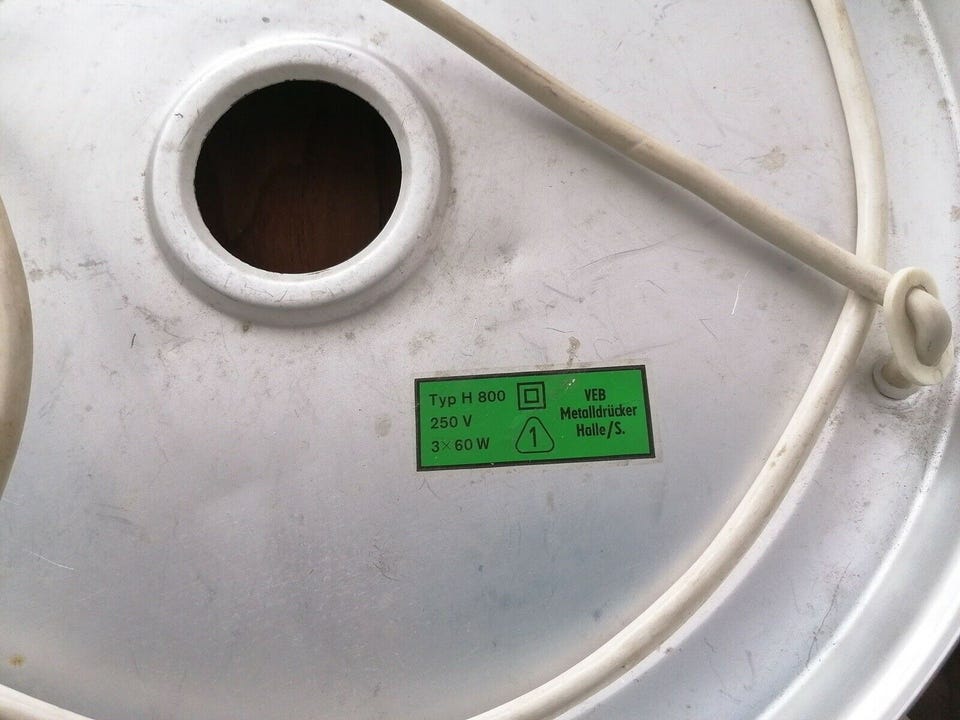 Typ H 800
250 V
3×60 W
1
VEB
Metalldrücker
Halle/S.